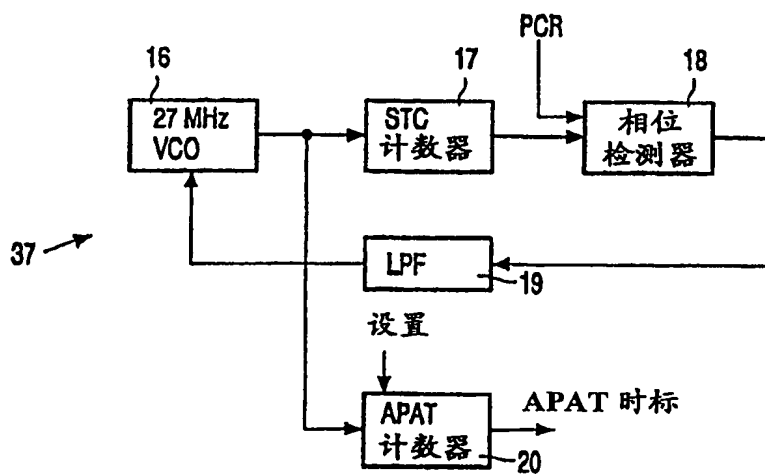 PCR
16
17
18
27 MHz
VCO
STC
计数器
相位
检测器
37
LPF
19
设置
APAT
计数器
APAT 时标
20